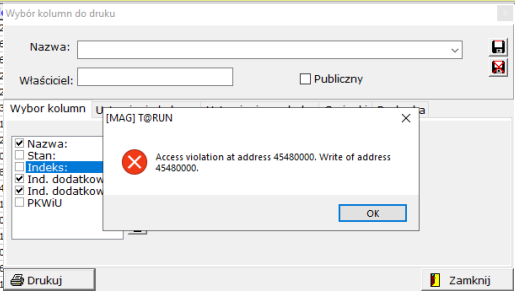 Wybór kolumn do druku
Nazwa:
Właściciel:
Publiczny
Wybor kolumn
[MAG] T@RUN
Access violation at address 45480000. Write of address
45480000.
OK
Nazwa:
Stan:
Indeks:
Ind. dodatkow
Ind. dodatkow
PKWiU
Drukuj
Zamknij